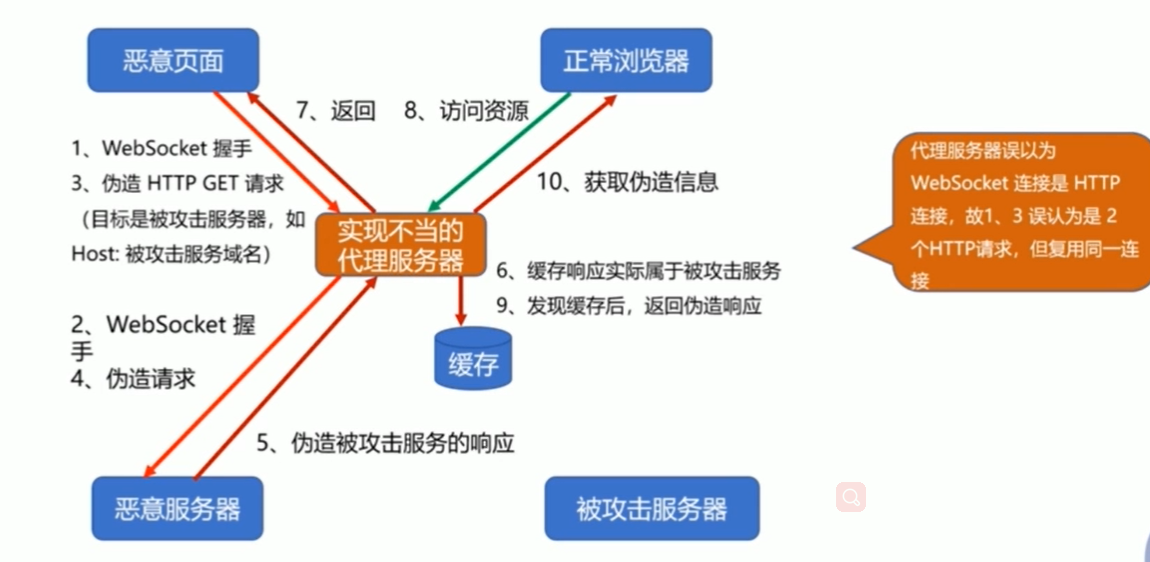 恶意页面
正常浏览器
7、返回
8、访问资源
1、WebSocket 握手
3、伪造 HTTP GET 请求
（目标是被攻击服务器，如
Host: 被攻击服务域名）
10、获取伪造信息
代理服务器误以为
WebSocket 连接是 HTTP
连接，故1、3 误认为是 2
个HTTP请求，但复用同一连
接
实现不当的
代理服务器
6、缓存响应实际属于被攻击服务
9、发现缓存后，返回伪造响应
2、WebSocket 握
手
4、伪造请求
缓存
5、伪造被攻击服务的响应
恶意服务器
被攻击服务器